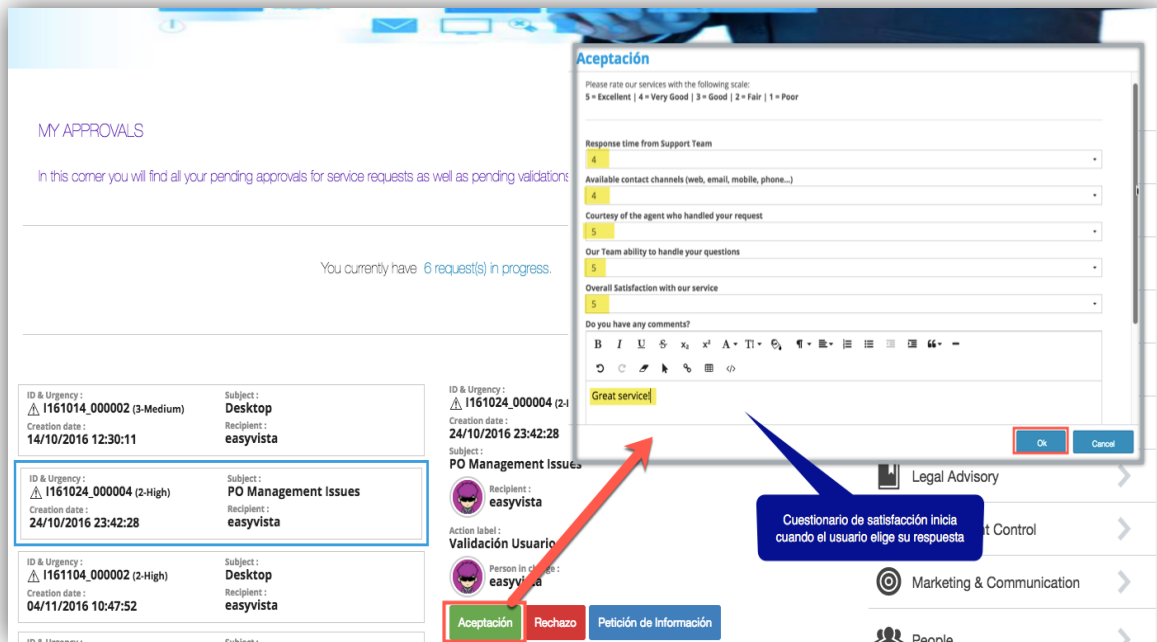 MY APPROVALS
In this corner you will find all your pending approvals for service requests as well as pending validations
You currently have 6 request(s) in progress.
ID & Urgency :
I161014_000002 (3-Medium)
Creation date :
14/10/2016 12:30:11
Subject :
Desktop
Recipient :
easyvista
ID & Urgency :
I161024_000004 (2-High)
Creation date :
24/10/2016 23:42:28
Subject :
PO Management Issues
Recipient :
easyvista
ID & Urgency :
I161104_000002 (2-High)
Creation date :
04/11/2016 10:47:52
Subject :
Desktop
Recipient :
easyvista
ID & Urgency :
Subject :
ID & Urgency :
I161024_000004 (2-
Creation date :
24/10/2016 23:42:28
Subject :
PO Management Issues
Recipient :
easyvista
Action label :
Validación Usuario
Person in charge :
easyvista
Aceptación
Rechazo
Petición de Información
Aceptación
Please rate our services with the following scale:
5 = Excellent | 4 = Very Good | 3 = Good | 2 = Fair | 1 = Poor
Response time from Support Team
4
Available contact channels (web, email, mobile, phone...)
4
Courtesy of the agent who handled your request
5
Our Team ability to handle your questions
5
Overall Satisfaction with our service
5
Do you have any comments?
Great service!
Ok
Cancel
Cuestionario de satisfacción inicia
cuando el usuario elige su respuesta
Legal Advisory
t Control
Marketing & Communication
People